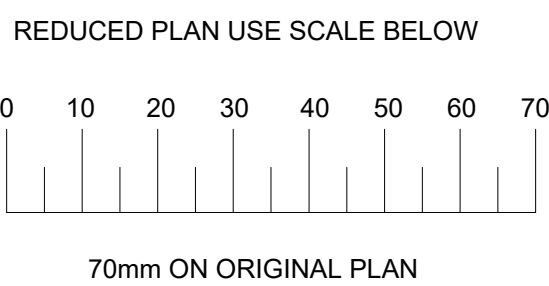 REDUCED PLAN USE SCALE BELOW
0 10 20 30 40 50 60 70
70mm ON ORIGINAL PLAN